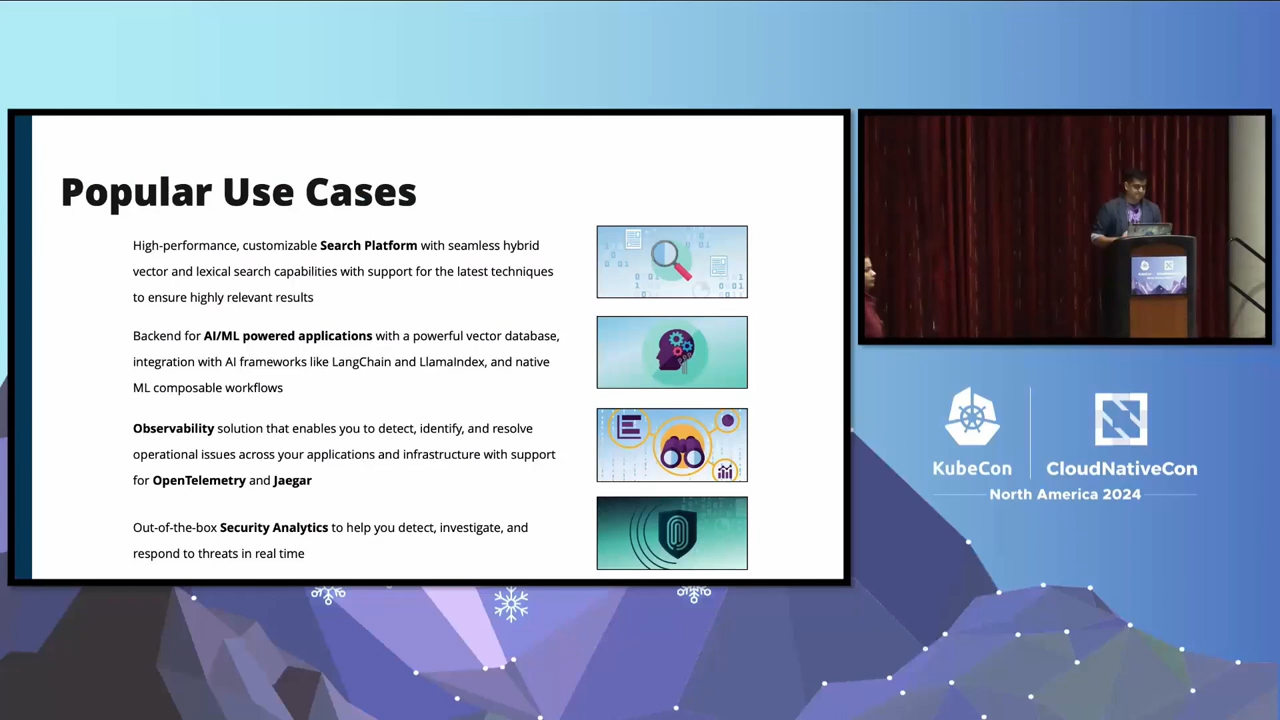 Popular Use Cases
High-performance, customizable Search Platform with seamless hybrid
vector and lexical search capabilities with support for the latest techniques
to ensure highly relevant results
Backend for AI/ML powered applications with a powerful vector database,
integration with AI frameworks like LangChain and LlamaIndex, and native
ML composable workflows
Observability solution that enables you to detect, identify, and resolve
operational issues across your applications and infrastructure with support
for OpenTelemetry and Jaegar
Out-of-the-box Security Analytics to help you detect, investigate, and
respond to threats in real time
KubeCon
CloudNativeCon
North America 2024